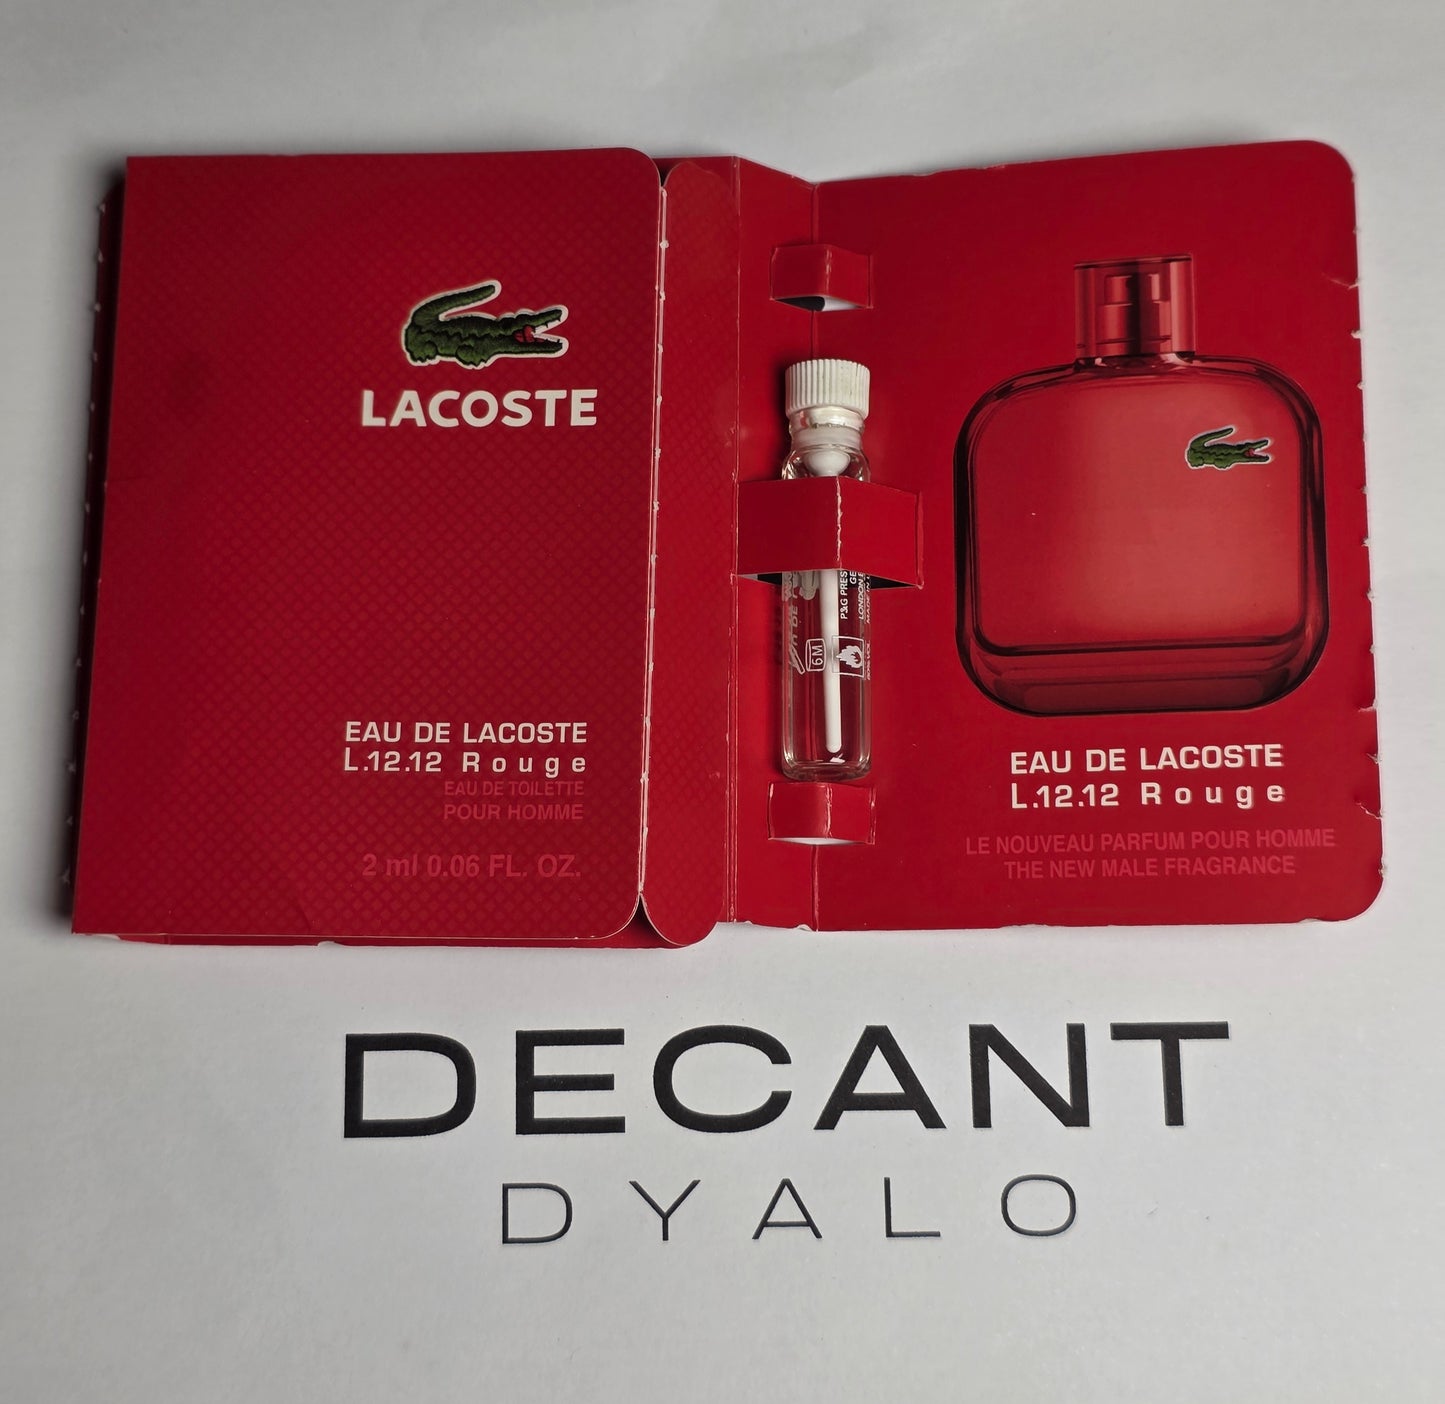 LACOSTE
EAU DE LACOSTE
L.12.12 Rouge
EAU DE TOILETTE
POUR HOMME
2 ml 0.06 FL. OZ.
6M
P&G
EAU DE LACOSTE
L.12.12 Rouge
LE NOUVEAU PARFUM POUR HOMME
THE NEW MALE FRAGRANCE
DECANT
DYALO